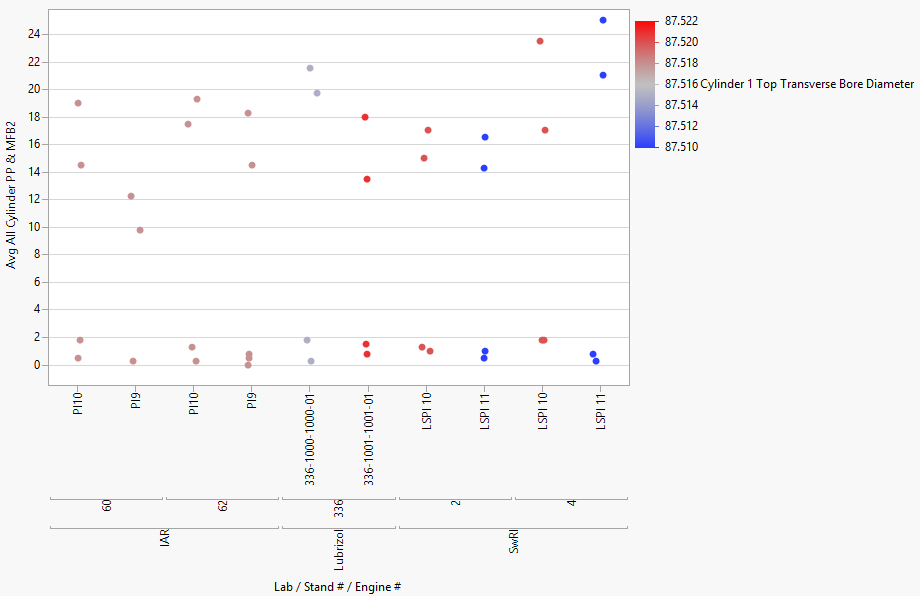 24
22
20
18
16
14
12
10
8
6
4
2
0
Avg All Cylinder PP & MFB2
87.522
87.520
87.518
87.516
87.514
87.512
87.510
Cylinder 1 Top Transverse Bore Diameter
PI10
PI9
PI10
PI9
336-1000-1000-01
336-1001-1001-01
LSPI 10
LSPI 11
LSPI 10
LSPI 11
60
62
336
2
4
IAR
Lubrizol
SwRI
Lab / Stand # / Engine #